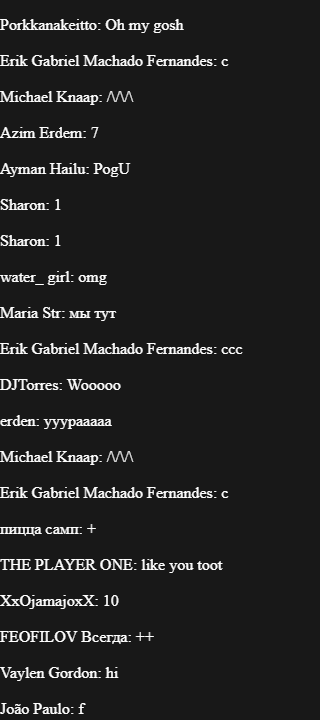 Porkkanakeitto: Oh my gosh
Erik Gabriel Machado Fernandes: c
Michael Knaap: /\/\/\
Azim Erdem: 7
Ayman Hailu: PogU
Sharon: 1
Sharon: 1
water_ girl: omg
Maria Str: мы тут
Erik Gabriel Machado Fernandes: ccc
DJTorres: Wooooo
erden: yyypaaaaa
Michael Knaap: /\/\/\
Erik Gabriel Machado Fernandes: c
пицца самп: +
THE PLAYER ONE: like you toot
XxOjamajoxX: 10
FEOFILOV Всегда: ++
Vaylen Gordon: hi
João Paulo: f